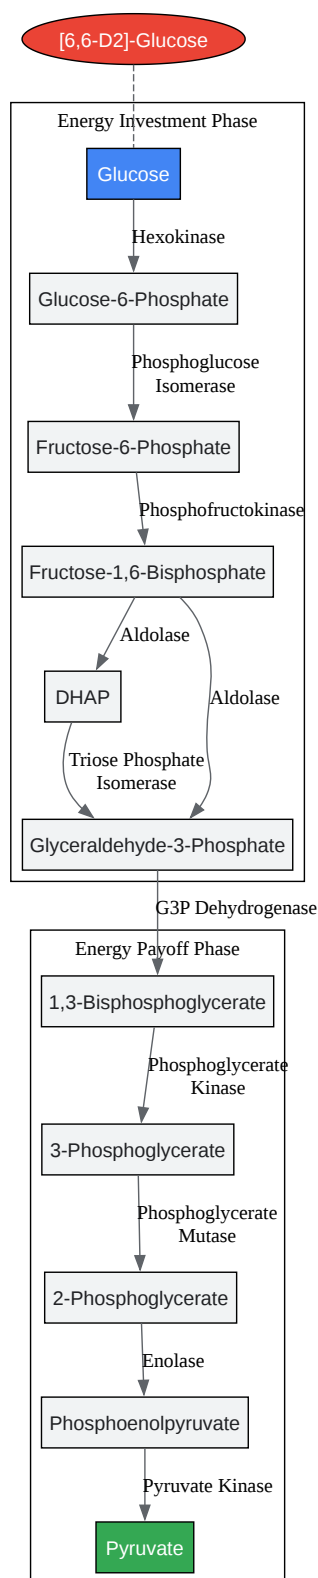 [6,6-D2]-Glucose
Energy Investment Phase
Glucose
Hexokinase
Glucose-6-Phosphate
Phosphoglucose
Isomerase
Fructose-6-Phosphate
Phosphofructokinase
Fructose-1,6-Bisphosphate
Aldolase
DHAP
Aldolase
Triose Phosphate
Isomerase
Glyceraldehyde-3-Phosphate
G3P Dehydrogenase
Energy Payoff Phase
1,3-Bisphosphoglycerate
Phosphoglycerate
Kinase
3-Phosphoglycerate
Phosphoglycerate
Mutase
2-Phosphoglycerate
Enolase
Phosphoenolpyruvate
Pyruvate Kinase
Pyruvate